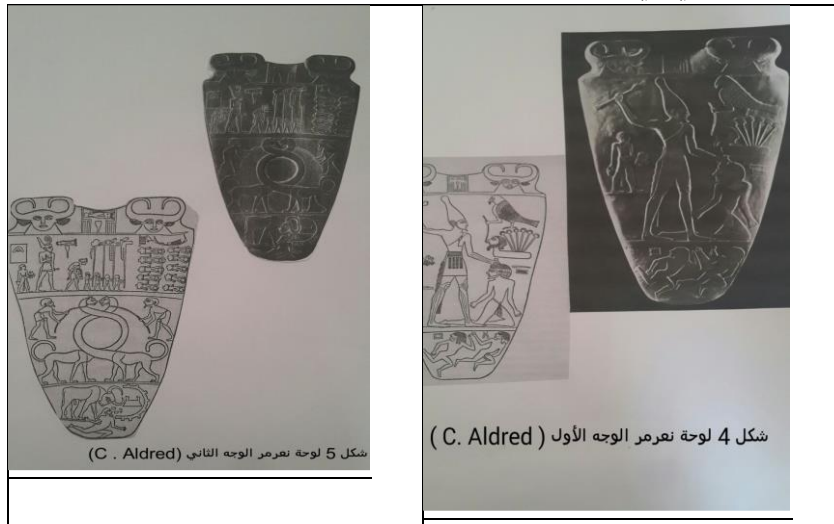 شكل 4 لوحة نعرمر الوجه الأول ( C. Aldred )
شكل 5 لوحة نعرمر الوجه الثاني (C . Aldred)